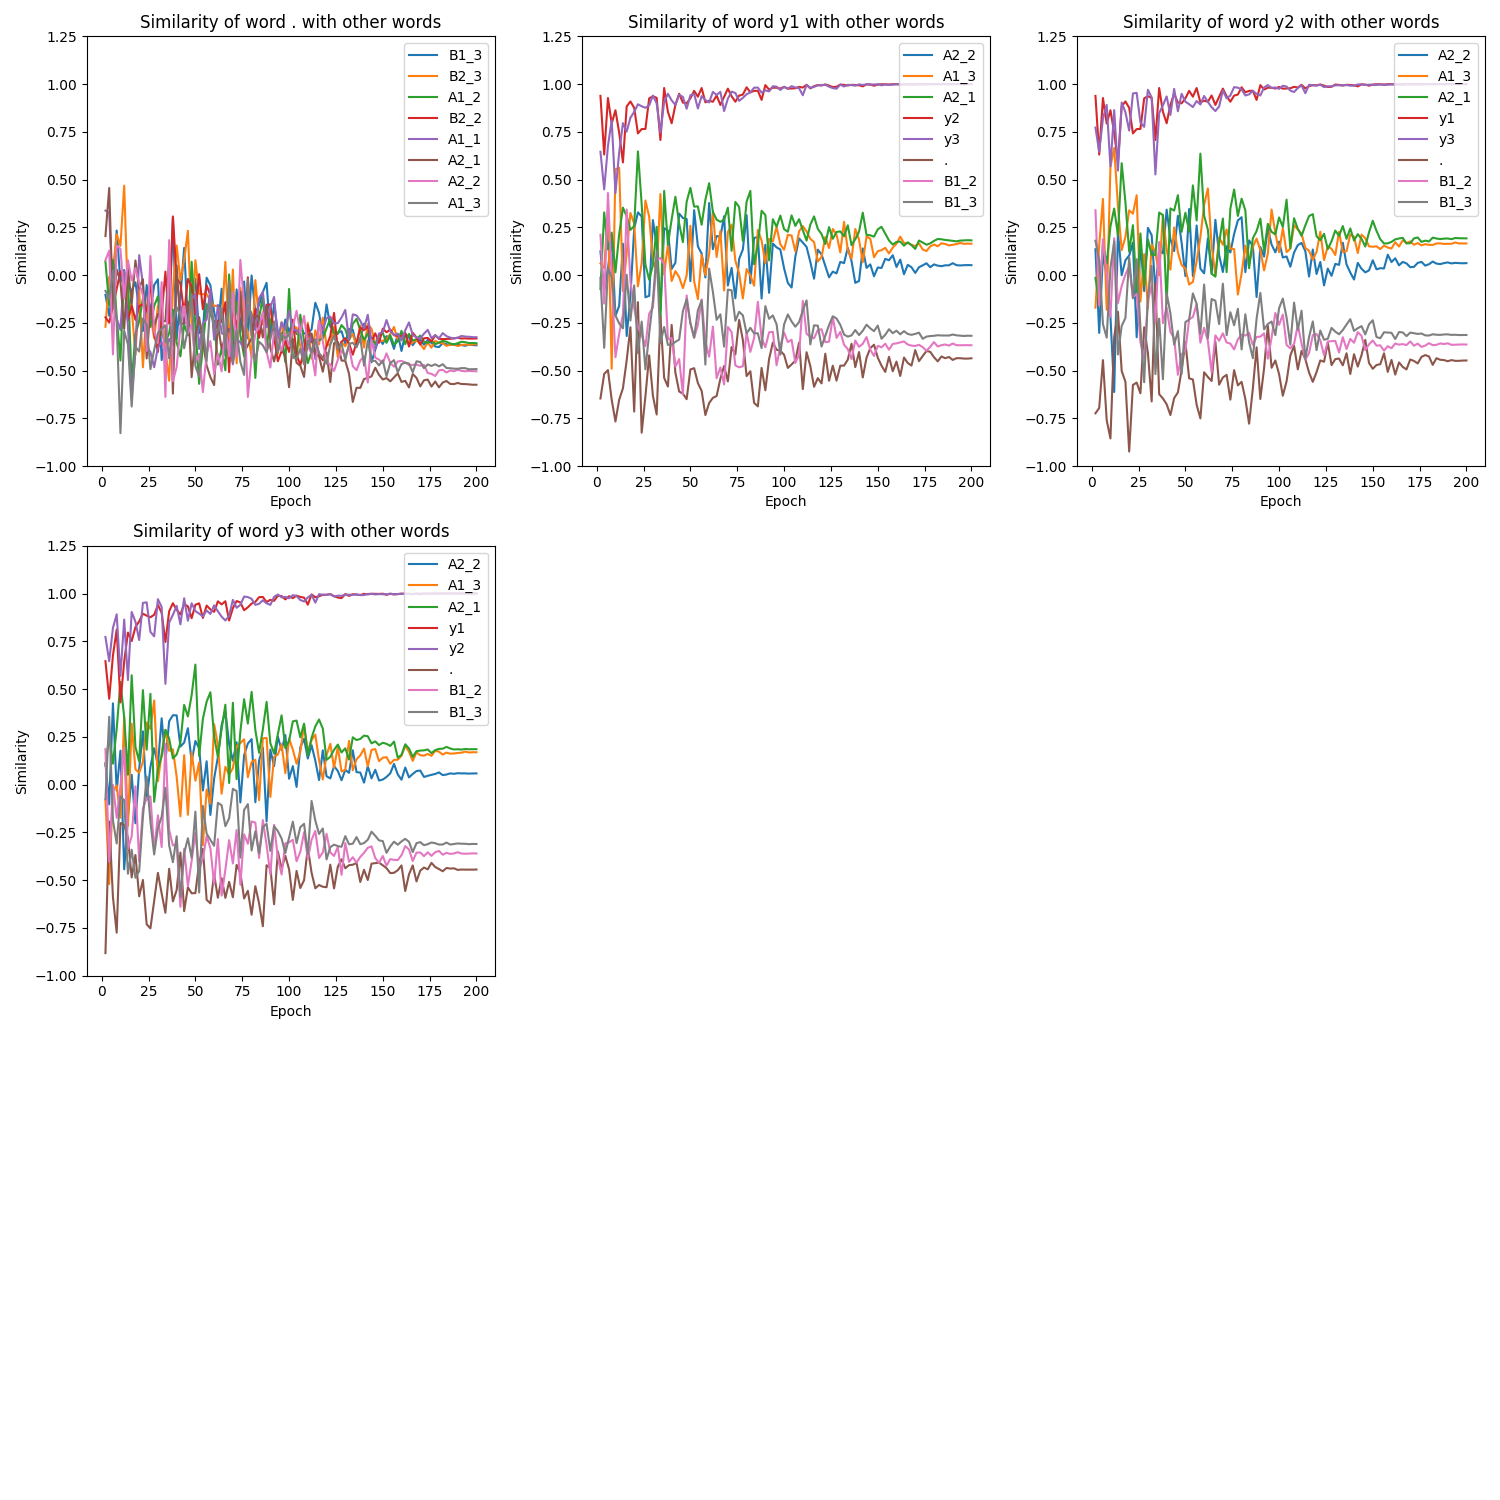 Similarity of word . with other words
Similarity
1.25
1.00
0.75
0.50
0.25
0.00
−0.25
−0.50
−0.75
−1.00
0 25 50 75 100 125 150 175 200
Epoch
B1_3
B2_3
A1_2
B2_2
A1_1
A2_1
A2_2
A1_3
Similarity of word y1 with other words
Similarity
1.25
1.00
0.75
0.50
0.25
0.00
−0.25
−0.50
−0.75
−1.00
0 25 50 75 100 125 150 175 200
Epoch
A2_2
A1_3
A2_1
y2
y3
.
B1_2
B1_3
Similarity of word y2 with other words
Similarity
1.25
1.00
0.75
0.50
0.25
0.00
−0.25
−0.50
−0.75
−1.00
0 25 50 75 100 125 150 175 200
Epoch
A2_2
A1_3
A2_1
y1
y3
.
B1_2
B1_3
Similarity of word y3 with other words
Similarity
1.25
1.00
0.75
0.50
0.25
0.00
−0.25
−0.50
−0.75
−1.00
0 25 50 75 100 125 150 175 200
Epoch
A2_2
A1_3
A2_1
y1
y2
.
B1_2
B1_3